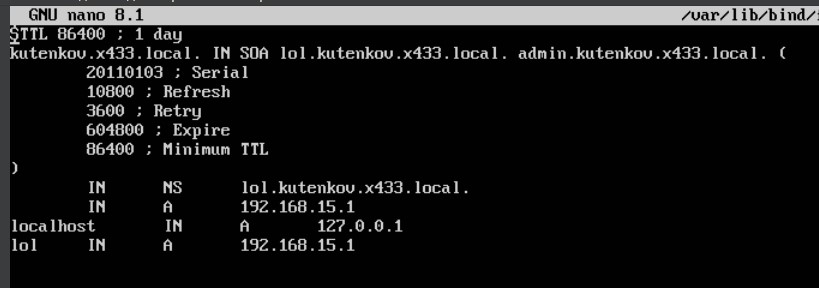 GNU nano 8.1 /var/lib/bind/
$TTL 86400 ; 1 day
kutenkov.x433.local. IN SOA lol.kutenkov.x433.local. admin.kutenkov.x433.local. (
20110103 ; Serial
10800 ; Refresh
3600 ; Retry
604800 ; Expire
86400 ; Minimum TTL
)
IN NS lol.kutenkov.x433.local.
IN A 192.168.15.1
localhost IN A 127.0.0.1
lol IN A 192.168.15.1